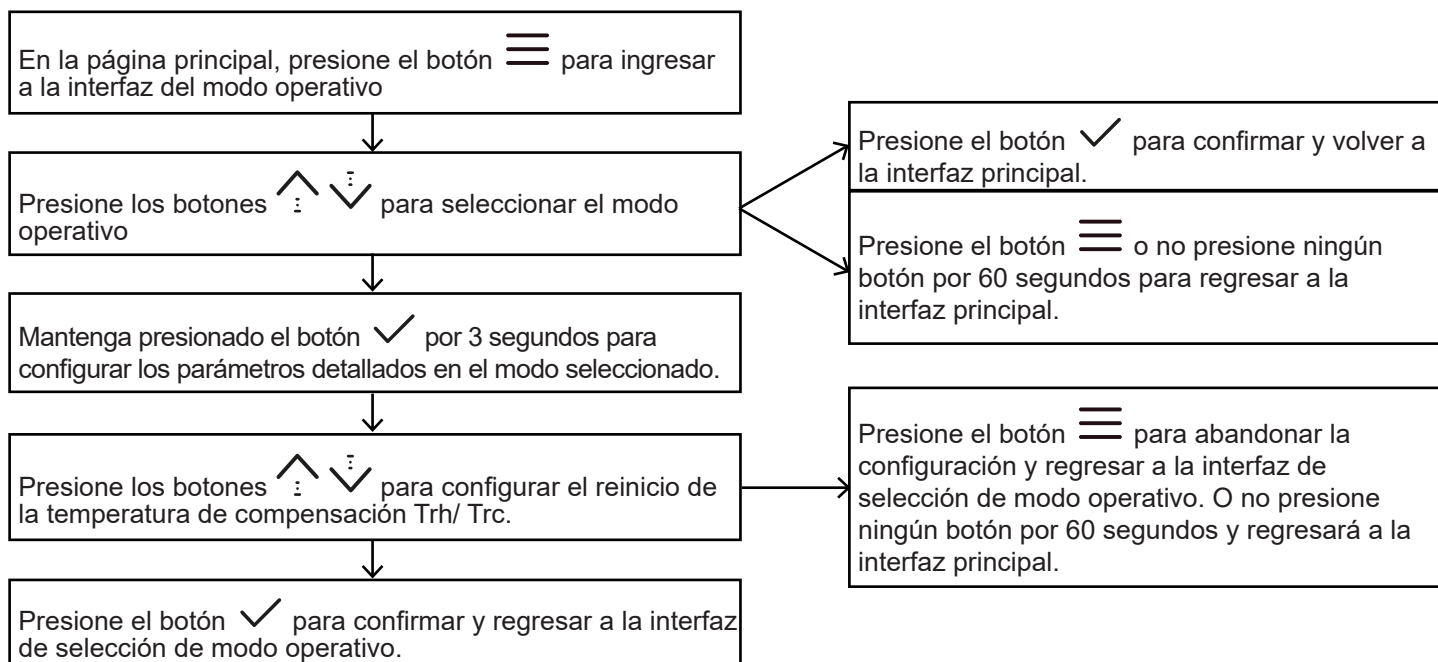 En la página principal, presione el botón para ingresar
a la interfaz del modo operativo
Presione los botones para seleccionar el modo
operativo
Presione el botón para confirmar y volver a
la interfaz principal.
Presione el botón o no presione ningún
botón por 60 segundos para regresar a la
interfaz principal.
Mantenga presionado el botón por 3 segundos para
configurar los parámetros detallados en el modo seleccionado.
Presione los botones para configurar el reinicio de
la temperatura de compensación Trh/ Trc.
Presione el botón para abandonar la
configuración y regresar a la interfaz de
selección de modo operativo. O no presione
ningún botón por 60 segundos y regresará a la
interfaz principal.
Presione el botón para confirmar y regresar a la interfaz
de selección de modo operativo.